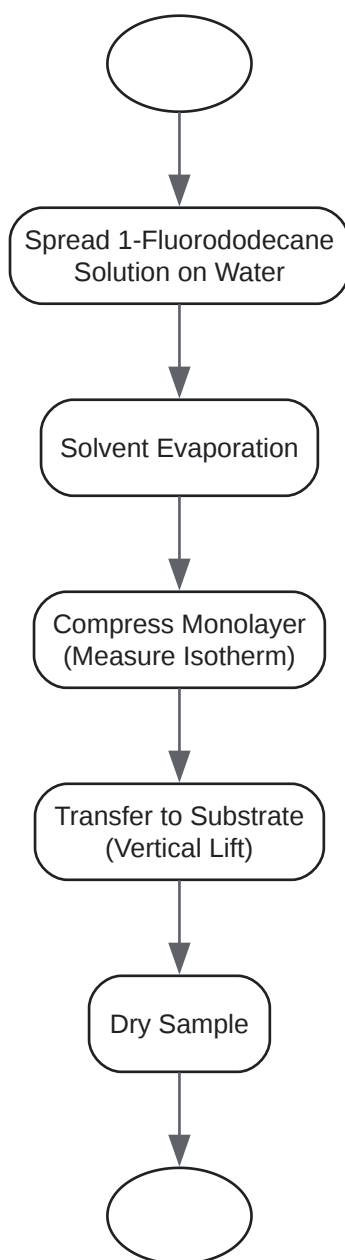 Spread 1-Fluorododecane
Solution on Water
Solvent Evaporation
Compress Monolayer
(Measure Isotherm)
Transfer to Substrate
(Vertical Lift)
Dry Sample